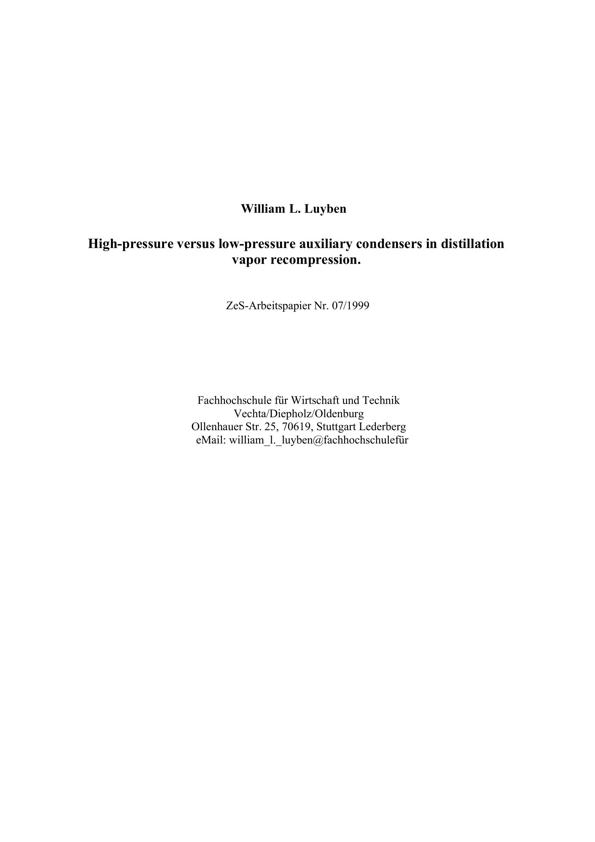 William L. Luyben
High-pressure versus low-pressure auxiliary condensers in distillation
vapor recompression.
ZeS-Arbeitspapier Nr. 07/1999
Fachhochschule für Wirtschaft und Technik
Vechta/Diepholz/Oldenburg
Ollenhauer Str. 25, 70619, Stuttgart Lederberg
eMail: william_l._luyben@fachhochschulefür